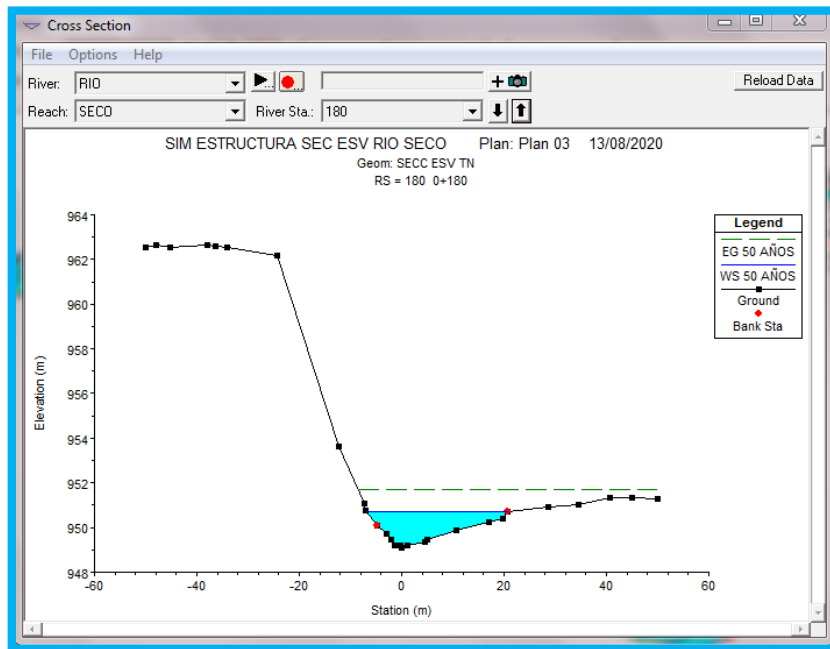 Cross Section
File Options Help
River: RIO
Reload Data
Reach: SECO River Sta.: 180
SIM ESTRUCTURA SEC ESV RIO SECO Plan: Plan 03 13/08/2020
Geom: SECC ESV TN
RS = 180 0+180
964
962
960
958
956
954
952
950
948
Elevation (m)
-60 -40 -20 0 20 40 60
Station (m)
Legend
EG 50 AÑOS
WS 50 AÑOS
Ground
Bank Sta